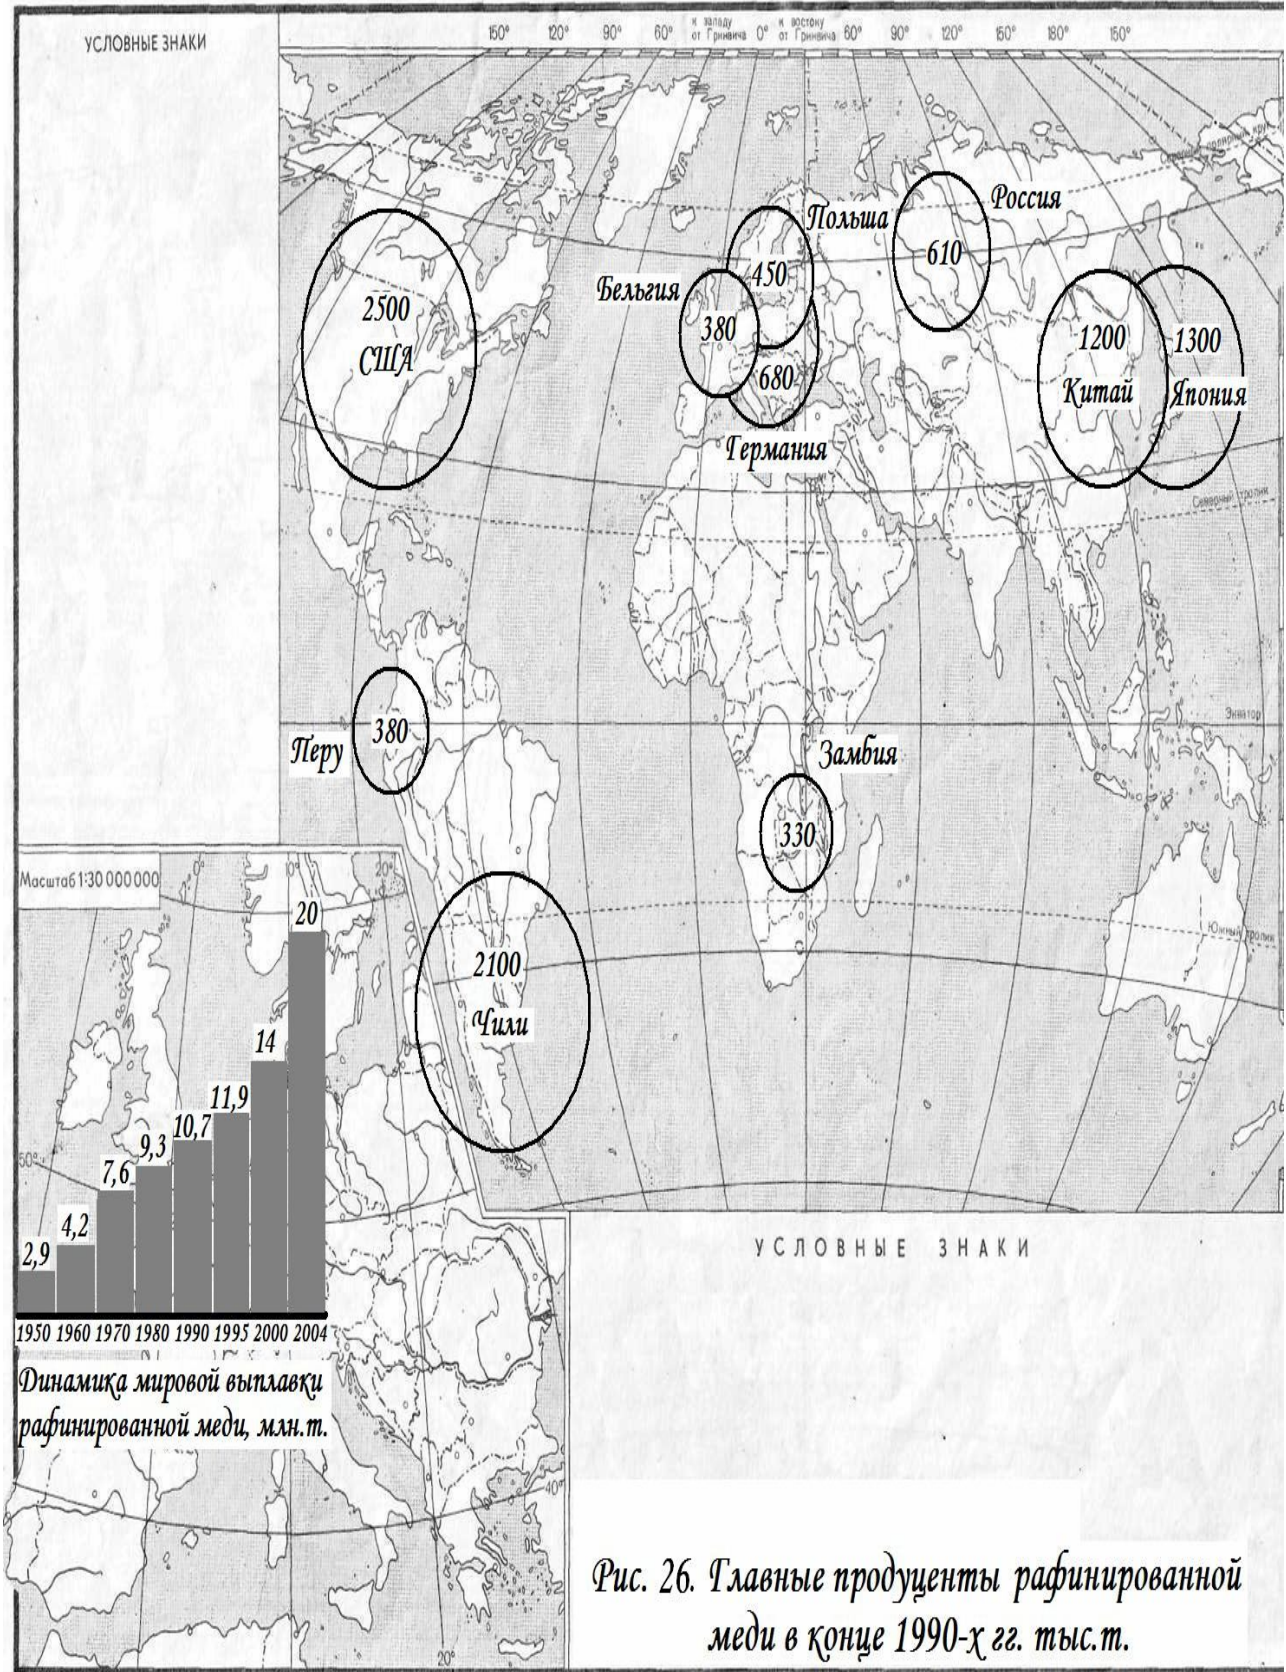 УСЛОВНЫЕ ЗНАКИ
150° 120° 90° 60° к западу от Гринвича 0° к востоку от Гринвича 60° 90° 120° 150° 180° 150°
Россия
Польша
610
450
Бельгия
380
2500
США
680
Германия
1200
Китай
1300
Япония
Северный тропик
Экватор
380
Перу
Замбия
330
Южный тропик
2100
Чили
Масштаб 1:30 000 000
0° 10° 20°
20
14
11,9
10,7
9,3
7,6
4,2
2,9
50°
1950 1960 1970 1980 1990 1995 2000 2004
Динамика мировой выплавки
рафинированной меди, млн.т.
40°
20°
УСЛОВНЫЕ ЗНАКИ
Рис. 26. Главные продуценты рафинированной
меди в конце 1990-х гг. тыс.т.